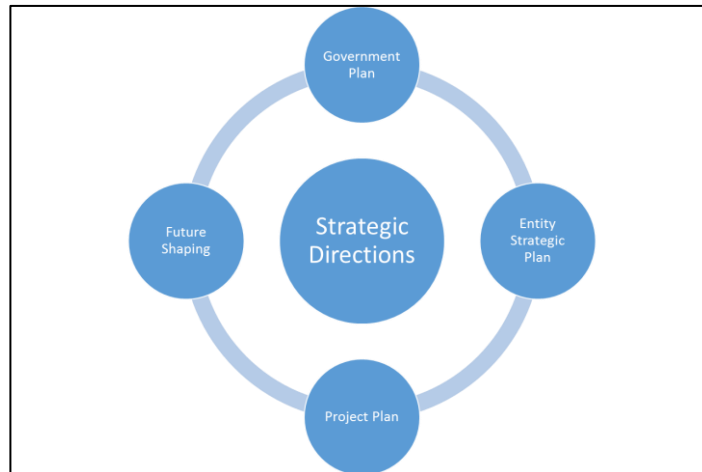 Government
Plan
Future
Shaping
Strategic
Directions
Entity
Strategic
Plan
Project Plan